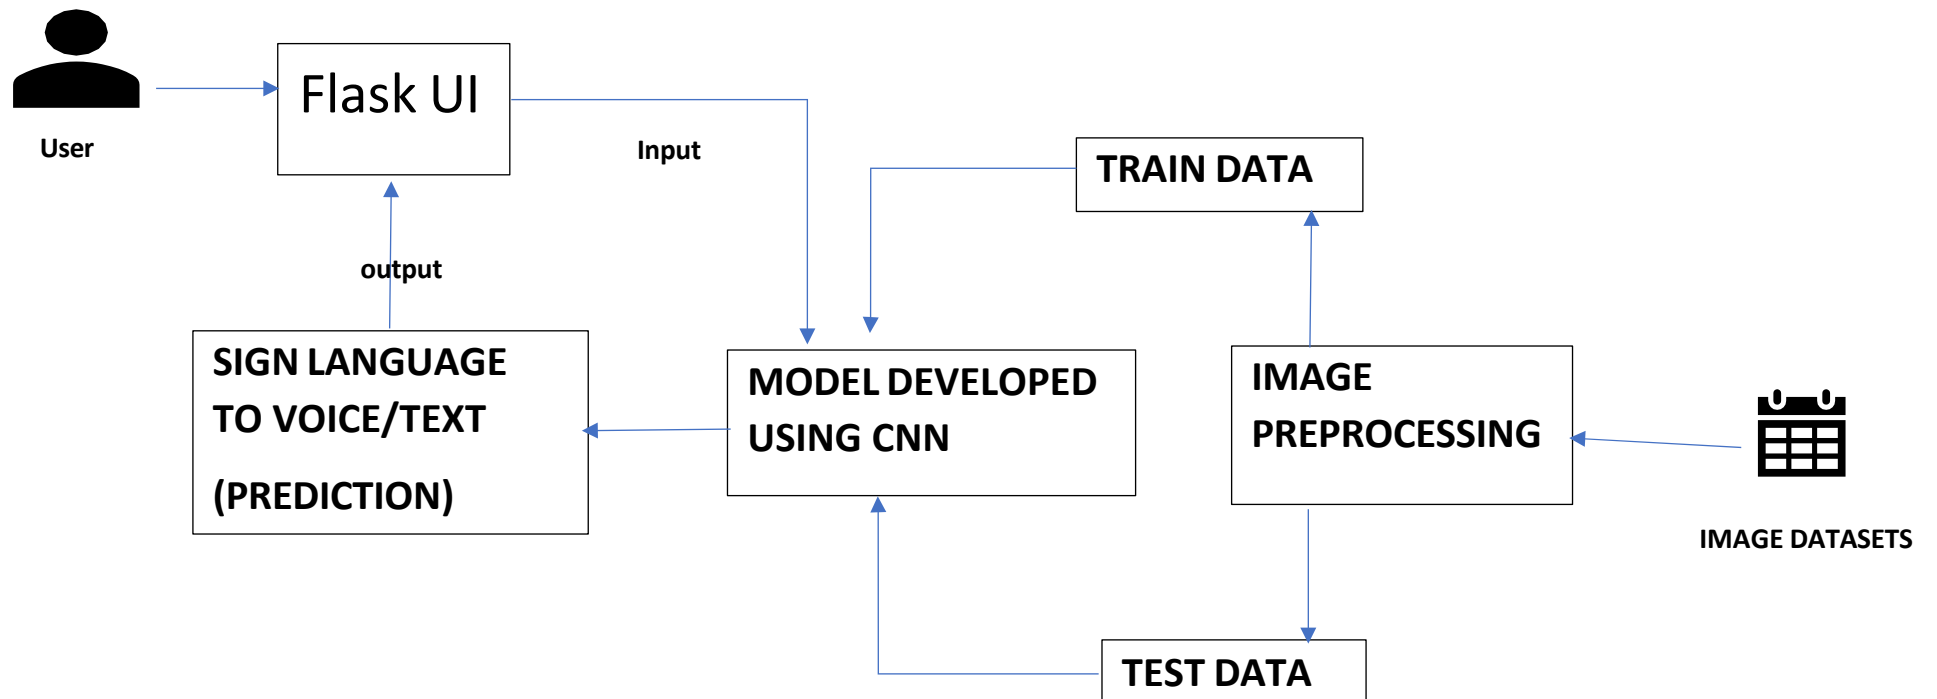 Flask UI
User
Input
output
TRAIN DATA
SIGN LANGUAGE
TO VOICE/TEXT
(PREDICTION)
MODEL DEVELOPED
USING CNN
IMAGE
PREPROCESSING
IMAGE DATASETS
TEST DATA